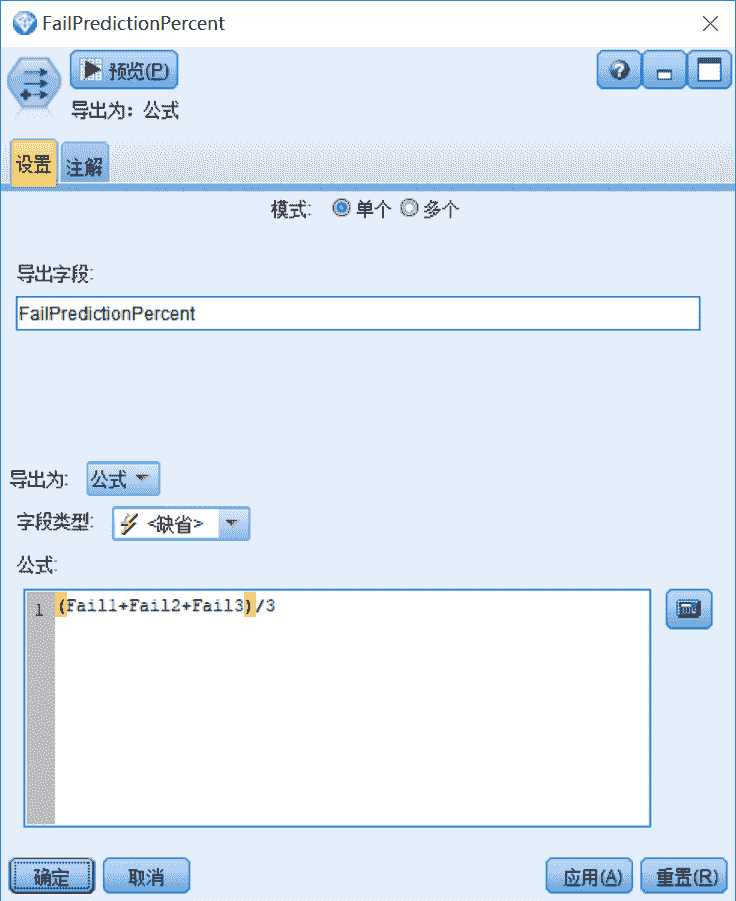 FailPredictionPercent
预览(P)
导出为：公式
设置 注解
模式: 单个 多个
导出字段:
FailPredictionPercent
导出为: 公式
字段类型: <缺省>
公式:
1 (Fail1+Fail2+Fail3)/3
确定 取消 应用(A) 重置(R)